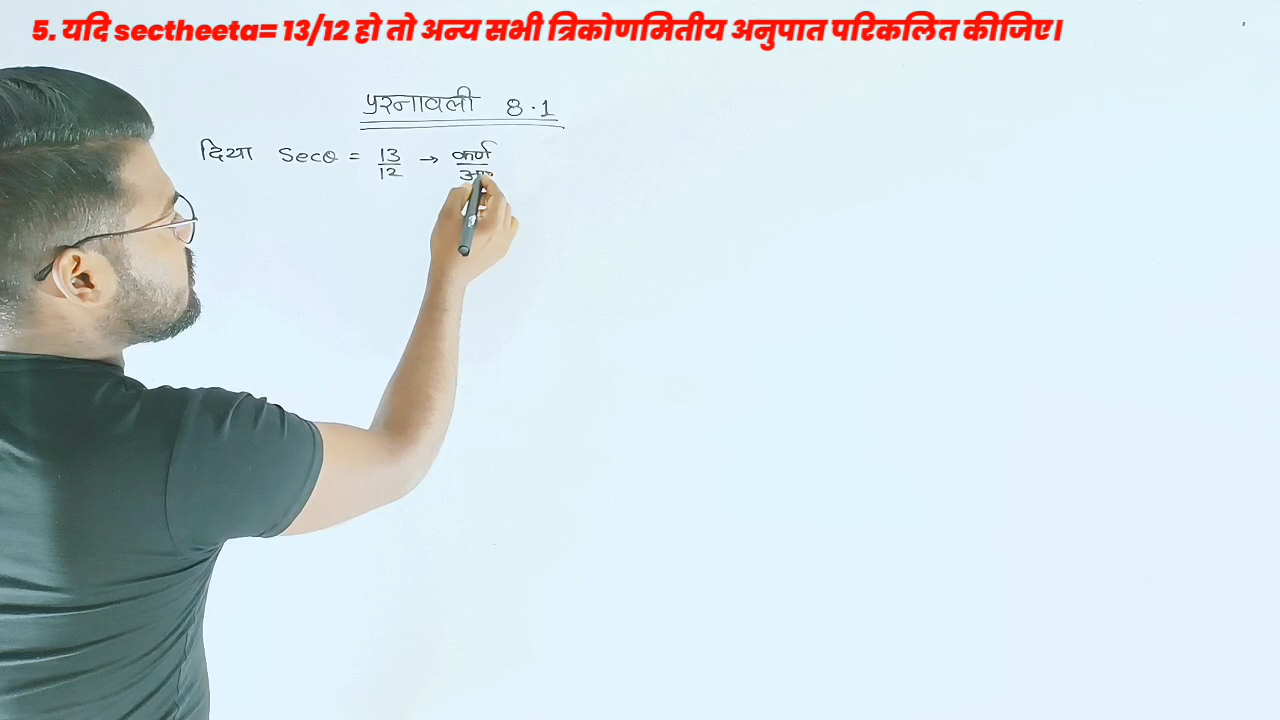 5. यदि sectheeta= 13/12 हो तो अन्य सभी त्रिकोणमितीय अनुपात परिकलित कीजिए।
प्रश्नावली 8.1
दिया Secθ = 13/12 → कर्ण